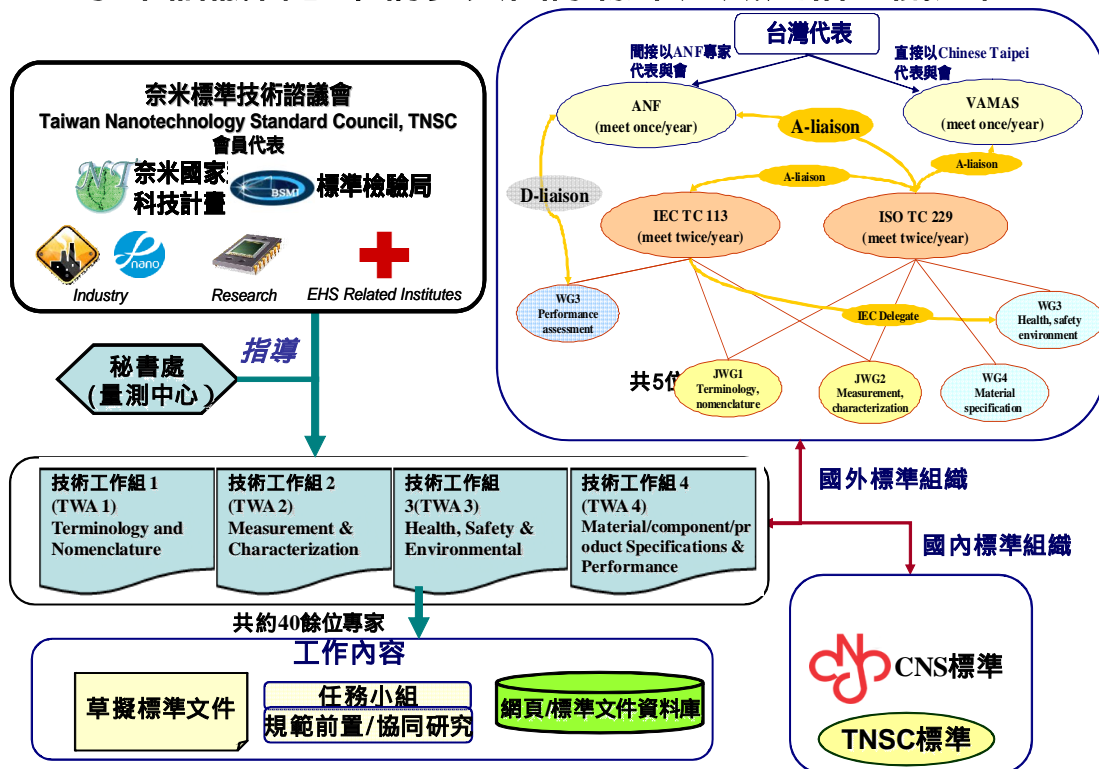 奈米標準技術諮議會
Taiwan Nanotechnology Standard Council, TNSC
會員代表
奈米國家
科技計畫
BSMI
標準檢驗局
nano
Industry
Research
EHS Related Institutes
秘書處
(量測中心)
指導
台灣代表
間接以ANF專家
代表與會
直接以Chinese Taipei
代表與會
ANF
(meet once/year)
VAMAS
(meet once/year)
A-liaison
A-liaison
A-liaison
D-liaison
IEC TC 113
(meet twice/year)
ISO TC 229
(meet twice/year)
WG3
Performance
assessment
IEC Delegate
WG3
Health, safety
environment
共5位
JWG1
Terminology,
nomenclature
JWG2
Measurement,
characterization
WG4
Material
specification
技術工作組 1
(TWA 1)
Terminology and
Nomenclature
技術工作組 2
(TWA 2)
Measurement &
Characterization
技術工作組
3(TWA 3)
Health, Safety &
Environmental
技術工作組 4
(TWA 4)
Material/component/pr
oduct Specifications &
Performance
國外標準組織
國內標準組織
共約40餘位專家
工作內容
草擬標準文件
任務小組
規範前置/協同研究
網頁/標準文件資料庫
CNS標準
TNSC標準